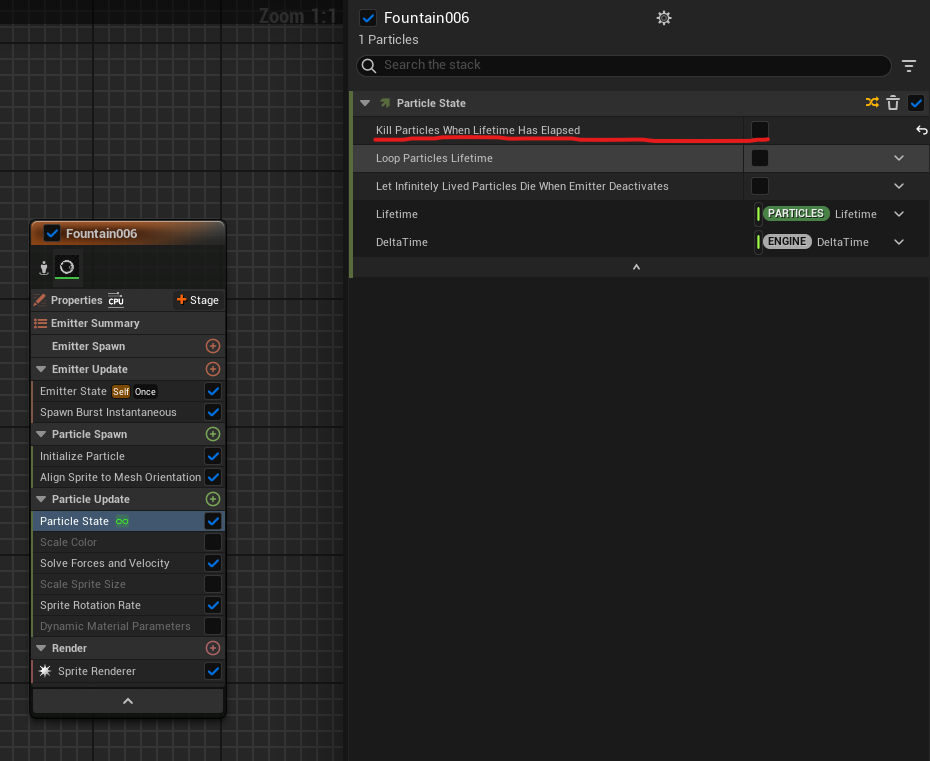 Zoom 1:1
Fountain006
1 Particles
Search the stack
Particle State
Kill Particles When Lifetime Has Elapsed
Loop Particles Lifetime
Let Infinitely Lived Particles Die When Emitter Deactivates
Lifetime PARTICLES Lifetime
DeltaTime ENGINE DeltaTime
Fountain006
Properties CPU + Stage
Emitter Summary
Emitter Spawn
Emitter Update
Emitter State Self Once
Spawn Burst Instantaneous
Particle Spawn
Initialize Particle
Align Sprite to Mesh Orientation
Particle Update
Particle State
Scale Color
Solve Forces and Velocity
Scale Sprite Size
Sprite Rotation Rate
Dynamic Material Parameters
Render
Sprite Renderer